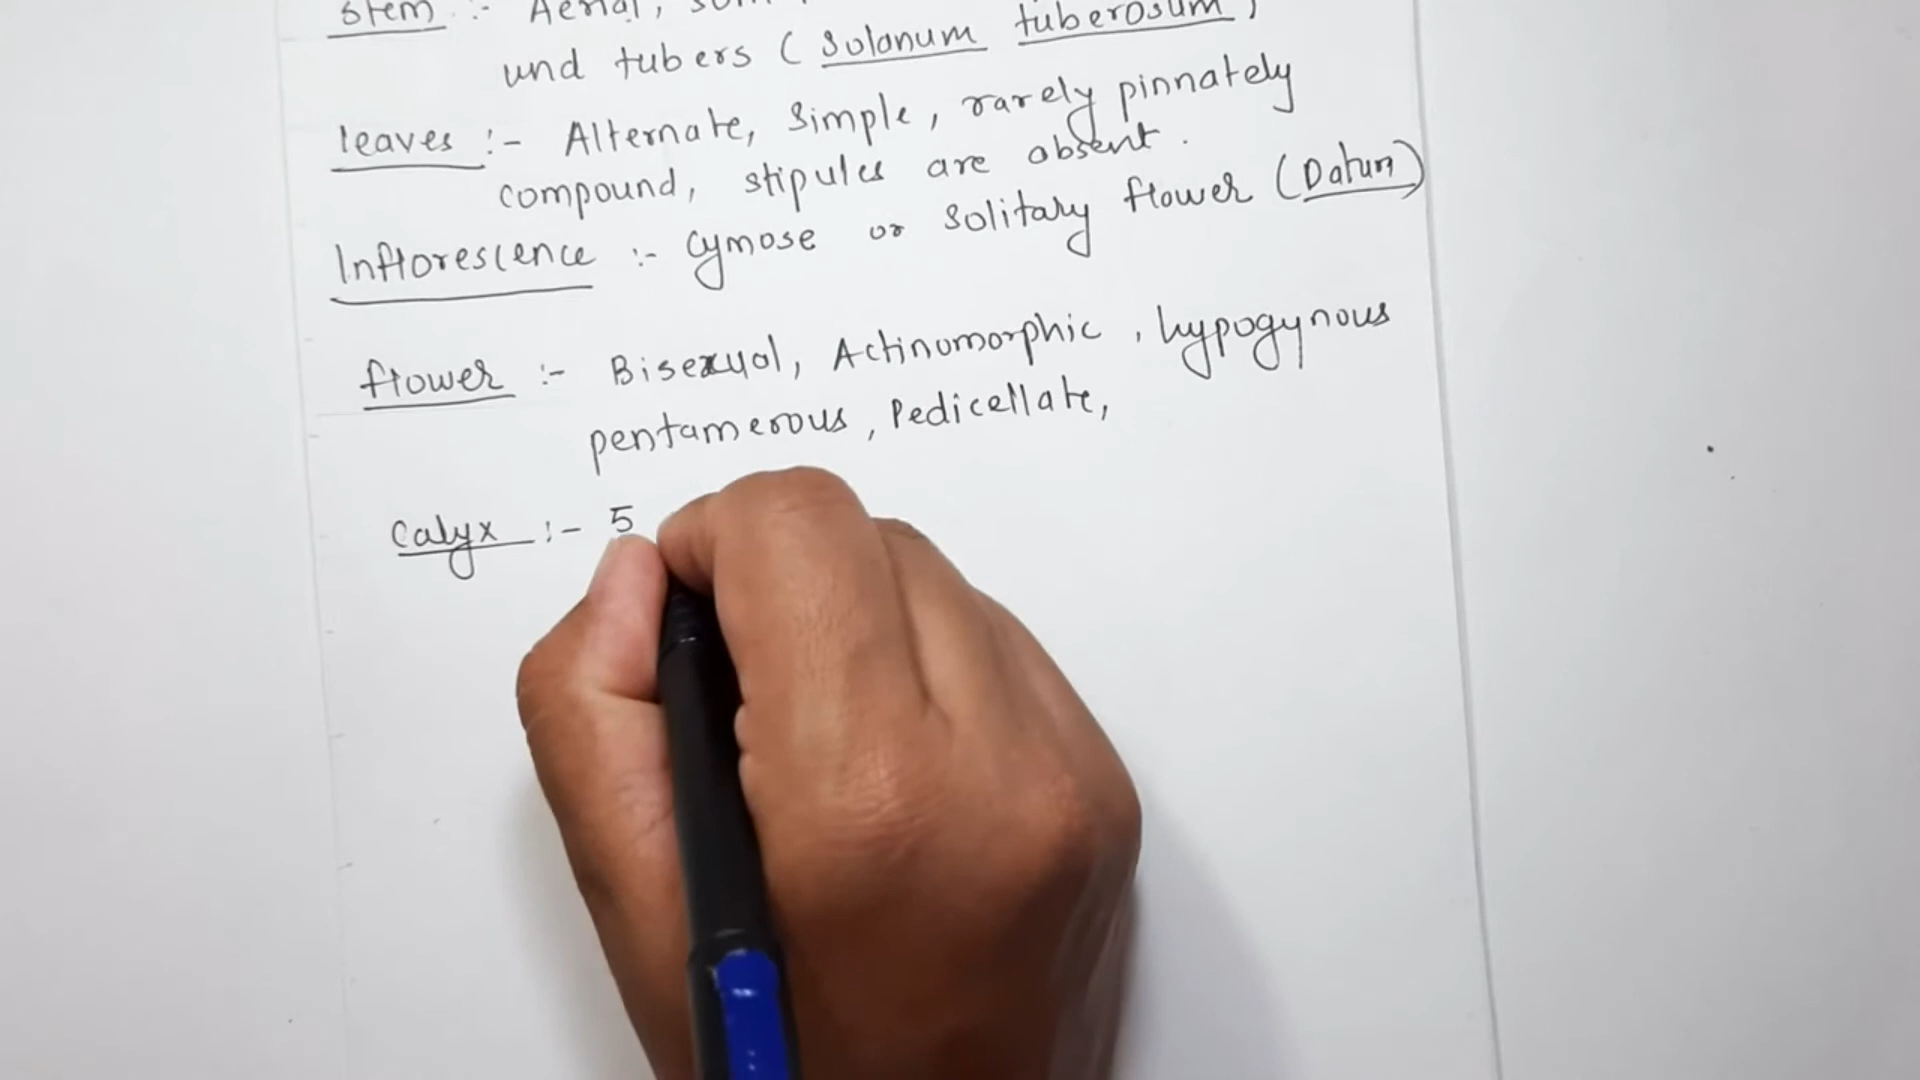 Stem :- Aerial,
und tubers (Solanum tuberosum)
leaves :- Alternate, simple, rarely pinnately
compound, stipules are absent.
Inflorescence :- Cymose or solitary flower (Datun)
flower :- Bisexual, Actinomorphic, hypogynous
pentamerous, Pedicellate,
Calyx :- 5